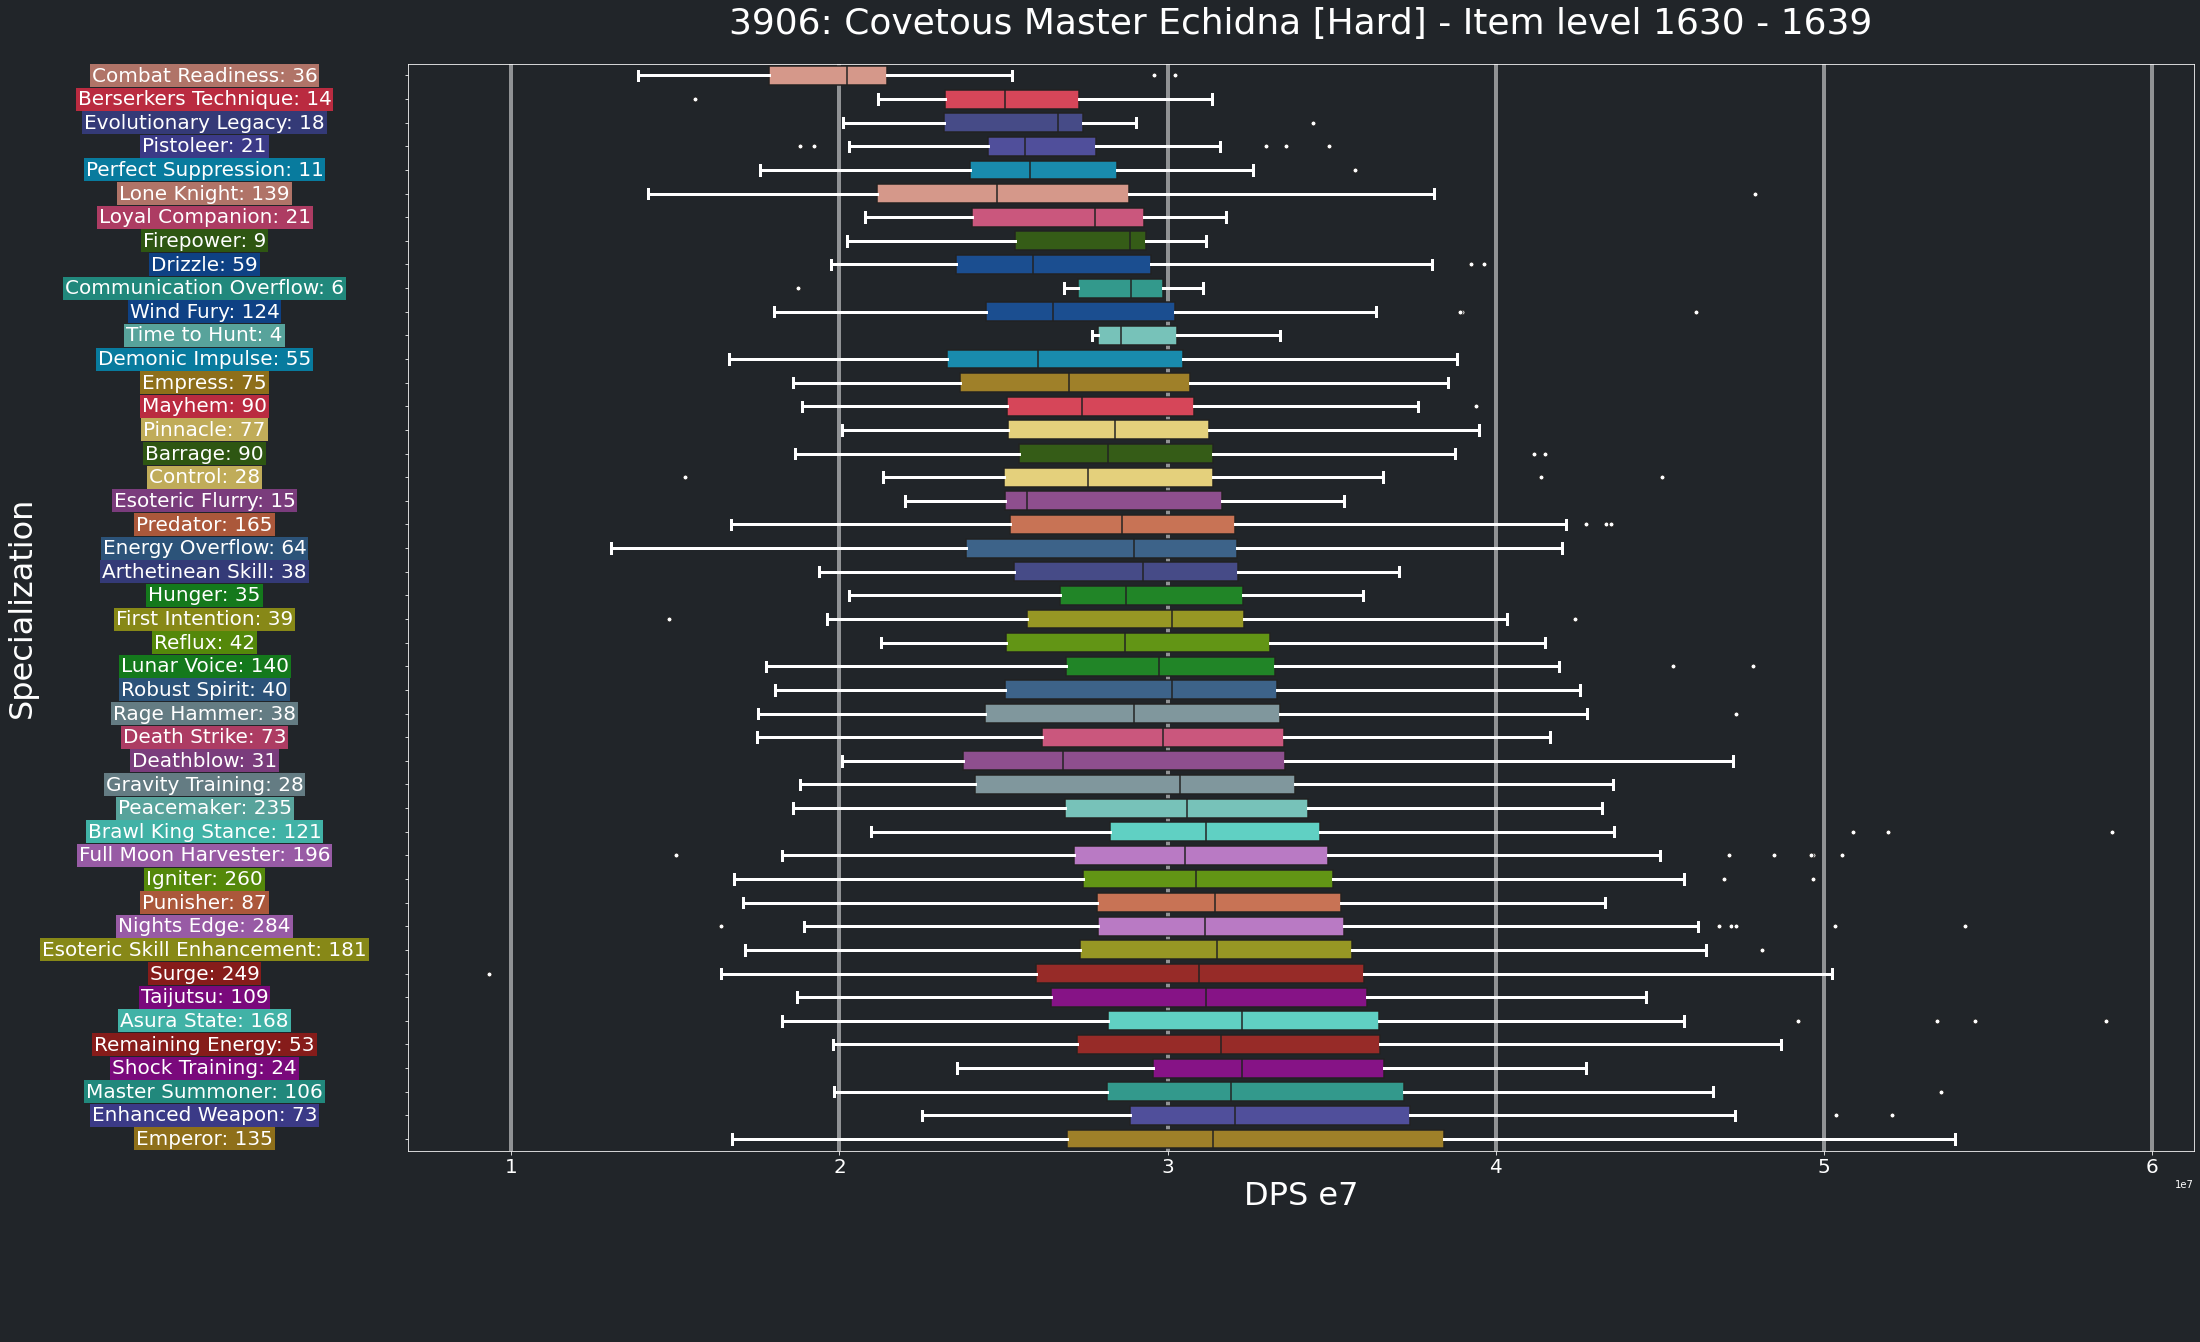 3906: Covetous Master Echidna [Hard] - Item level 1630 - 1639
Specialization
Combat Readiness: 36
Berserkers Technique: 14
Evolutionary Legacy: 18
Pistoleer: 21
Perfect Suppression: 11
Lone Knight: 139
Loyal Companion: 21
Firepower: 9
Drizzle: 59
Communication Overflow: 6
Wind Fury: 124
Time to Hunt: 4
Demonic Impulse: 55
Empress: 75
Mayhem: 90
Pinnacle: 77
Barrage: 90
Control: 28
Esoteric Flurry: 15
Predator: 165
Energy Overflow: 64
Arthetinean Skill: 38
Hunger: 35
First Intention: 39
Reflux: 42
Lunar Voice: 140
Robust Spirit: 40
Rage Hammer: 38
Death Strike: 73
Deathblow: 31
Gravity Training: 28
Peacemaker: 235
Brawl King Stance: 121
Full Moon Harvester: 196
Igniter: 260
Punisher: 87
Nights Edge: 284
Esoteric Skill Enhancement: 181
Surge: 249
Taijutsu: 109
Asura State: 168
Remaining Energy: 53
Shock Training: 24
Master Summoner: 106
Enhanced Weapon: 73
Emperor: 135
1 2 3 4 5 6
1e7
DPS e7